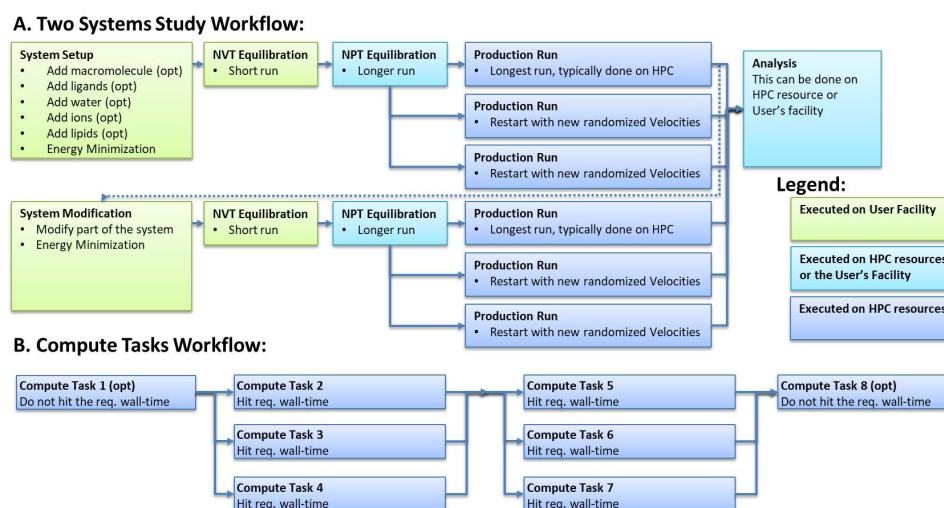 A. Two Systems Study Workflow:
System Setup
• Add macromolecule (opt)
• Add ligands (opt)
• Add water (opt)
• Add ions (opt)
• Add lipids (opt)
• Energy Minimization
NVT Equilibration
• Short run
NPT Equilibration
• Longer run
Production Run
• Longest run, typically done on HPC
Production Run
• Restart with new randomized Velocities
Production Run
• Restart with new randomized Velocities
Analysis
This can be done on
HPC resource or
User's facility
System Modification
• Modify part of the system
• Energy Minimization
NVT Equilibration
• Short run
NPT Equilibration
• Longer run
Production Run
• Longest run, typically done on HPC
Production Run
• Restart with new randomized Velocities
Production Run
• Restart with new randomized Velocities
Legend:
Executed on User Facility
Executed on HPC resources
or the User's Facility
Executed on HPC resources
B. Compute Tasks Workflow:
Compute Task 1 (opt)
Do not hit the req. wall-time
Compute Task 2
Hit req. wall-time
Compute Task 3
Hit req. wall-time
Compute Task 4
Hit req. wall-time
Compute Task 5
Hit req. wall-time
Compute Task 6
Hit req. wall-time
Compute Task 7
Hit req. wall-time
Compute Task 8 (opt)
Do not hit the req. wall-time